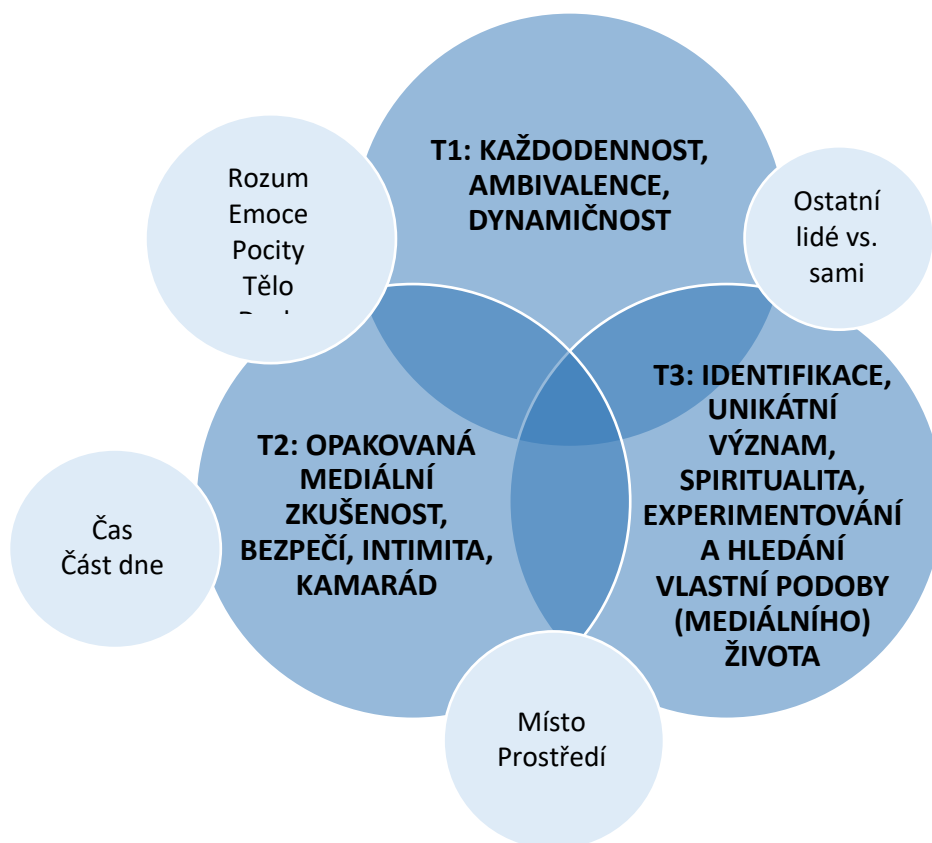 T1: KAŽDODENNOST,
AMBIVALENCE,
DYNAMIČNOST
Rozum
Emoce
Pocity
Tělo
Ostatní
lidé vs.
sami
T2: OPAKOVANÁ
MEDIÁLNÍ
ZKUŠENOST,
BEZPEČÍ, INTIMITA,
KAMARÁD
T3: IDENTIFIKACE,
UNIKÁTNÍ
VÝZNAM,
SPIRITUALITA,
EXPERIMENTOVÁNÍ
A HLEDÁNÍ
VLASTNÍ PODOBY
(MEDIÁLNÍHO)
ŽIVOTA
Čas
Část dne
Místo
Prostředí